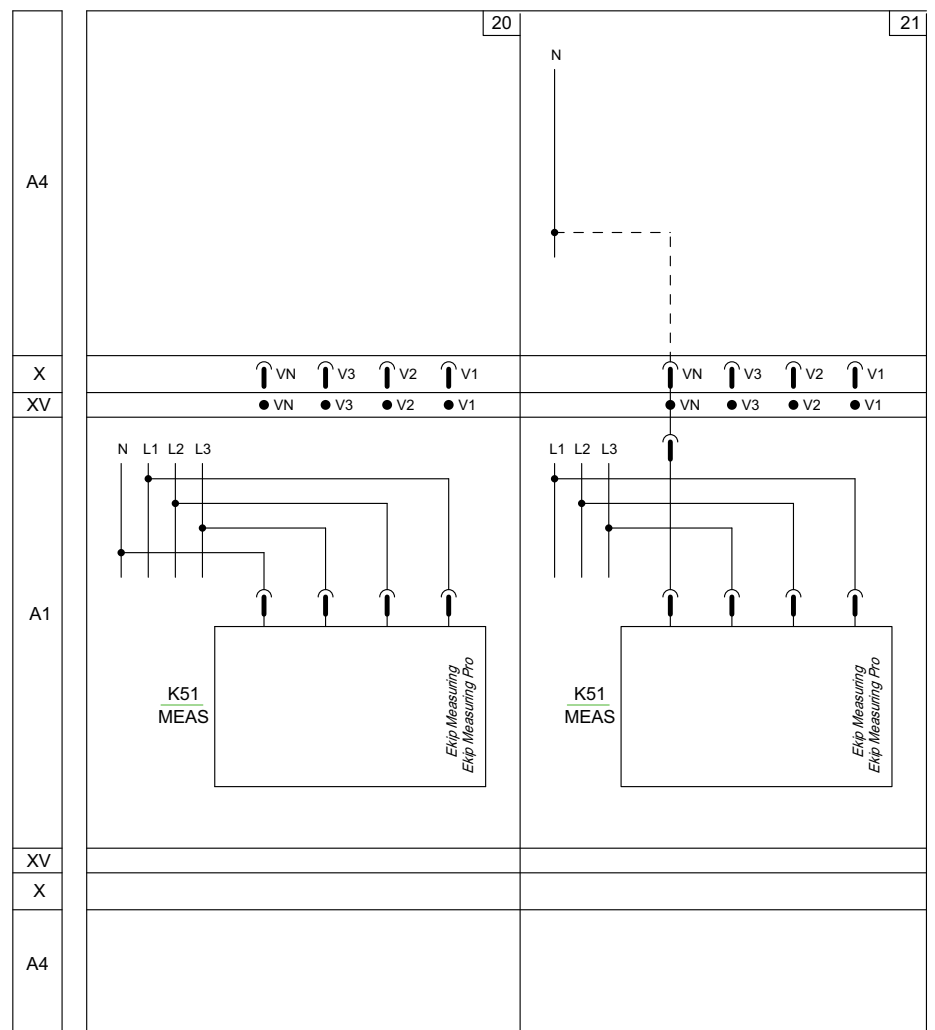 20
21
N
A4
X
VN V3 V2 V1
VN V3 V2 V1
XV
VN V3 V2 V1
VN V3 V2 V1
N L1 L2 L3
L1 L2 L3
A1
K51
MEAS
Ekip Measuring
Ekip Measuring Pro
K51
MEAS
Ekip Measuring
Ekip Measuring Pro
XV
X
A4